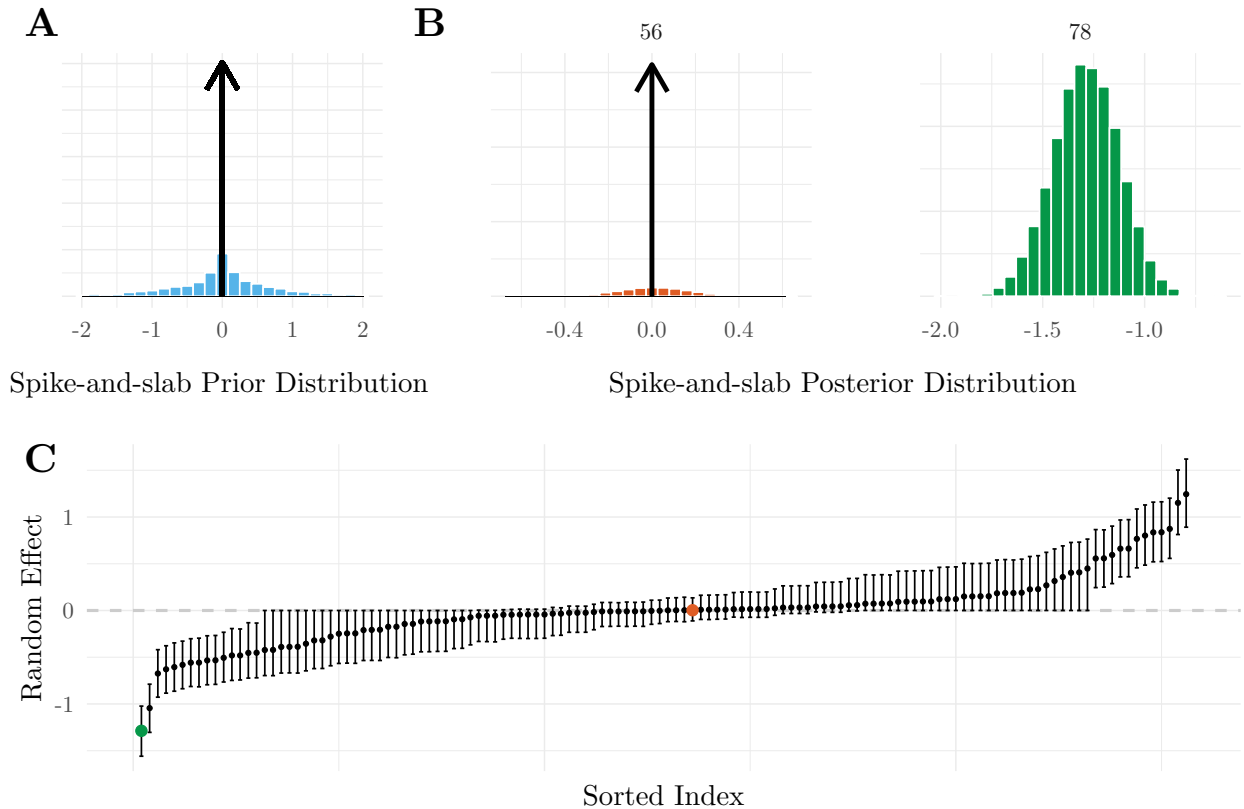 A
B
56
78
-2 -1 0 1 2
-0.4 0.0 0.4
-2.0 -1.5 -1.0
Spike-and-slab Prior Distribution
Spike-and-slab Posterior Distribution
C
Random Effect
1
0
-1
Sorted Index